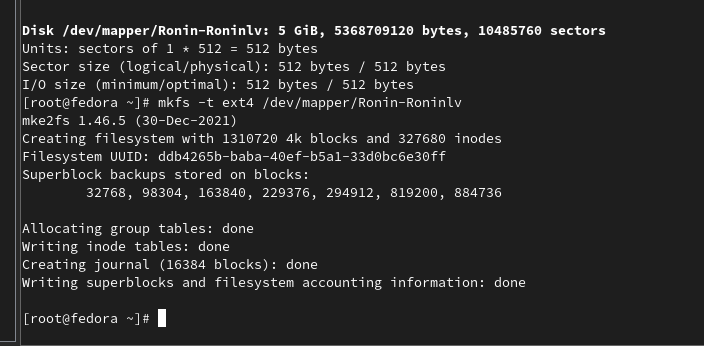 Disk /dev/mapper/Ronin-Roninlv: 5 GiB, 5368709120 bytes, 10485760 sectors
Units: sectors of 1 * 512 = 512 bytes
Sector size (logical/physical): 512 bytes / 512 bytes
I/O size (minimum/optimal): 512 bytes / 512 bytes
[root@fedora ~]# mkfs -t ext4 /dev/mapper/Ronin-Roninlv
mke2fs 1.46.5 (30-Dec-2021)
Creating filesystem with 1310720 4k blocks and 327680 inodes
Filesystem UUID: ddb4265b-baba-40ef-b5a1-33d0bc6e30ff
Superblock backups stored on blocks:
32768, 98304, 163840, 229376, 294912, 819200, 884736
Allocating group tables: done
Writing inode tables: done
Creating journal (16384 blocks): done
Writing superblocks and filesystem accounting information: done
[root@fedora ~]#